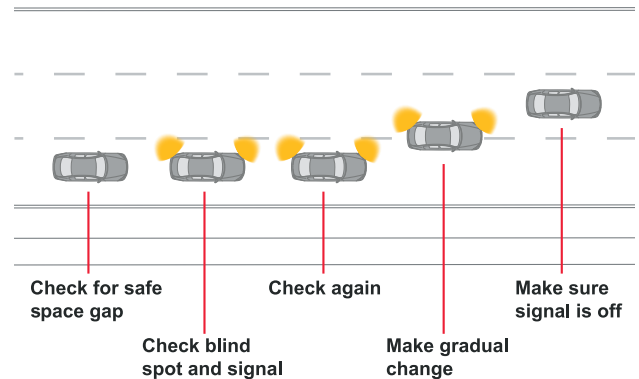 Check for safe
space gap
Check blind
spot and signal
Check again
Make gradual
change
Make sure
signal is off